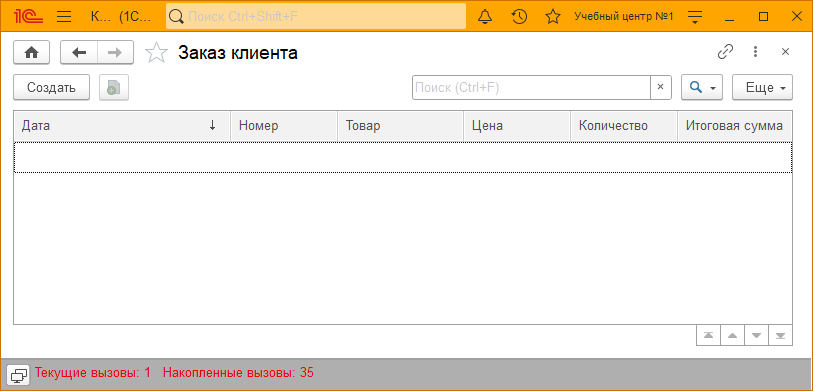 1С К... (1С... Поиск Ctrl+Shift+F Учебный центр №1
Заказ клиента
Создать Поиск (Ctrl+F) × Еще
Дата ↓ Номер Товар Цена Количество Итоговая сумма
Текущие вызовы: 1 Накопленные вызовы: 35